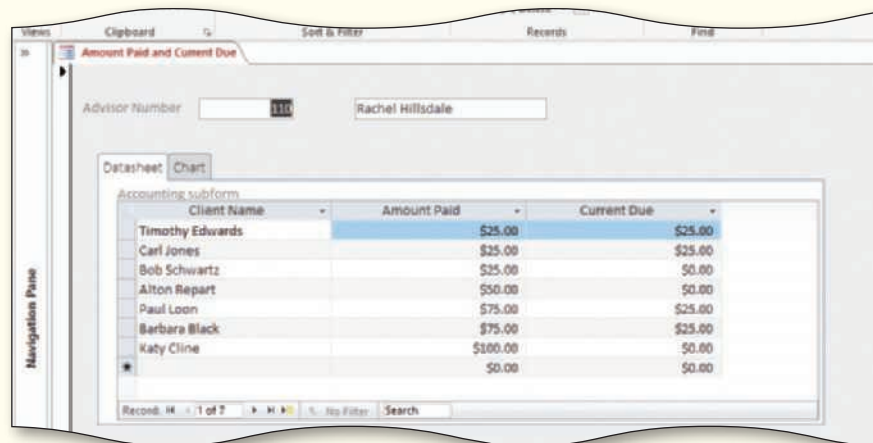 Views Clipboard Sort & Filter Records Find
Amount Paid and Current Due
Advisor Number 110 Rachel Hillsdale
Datasheet Chart
Accounting subform
Client Name Amount Paid Current Due
Timothy Edwards $25.00 $25.00
Carl Jones $25.00 $25.00
Bob Schwartz $25.00 $0.00
Alton Repart $50.00 $0.00
Paul Loon $75.00 $25.00
Barbara Black $75.00 $25.00
Katy Cline $100.00 $0.00
$0.00 $0.00
Record: 1 of 7 No Filter Search
Navigation Pane